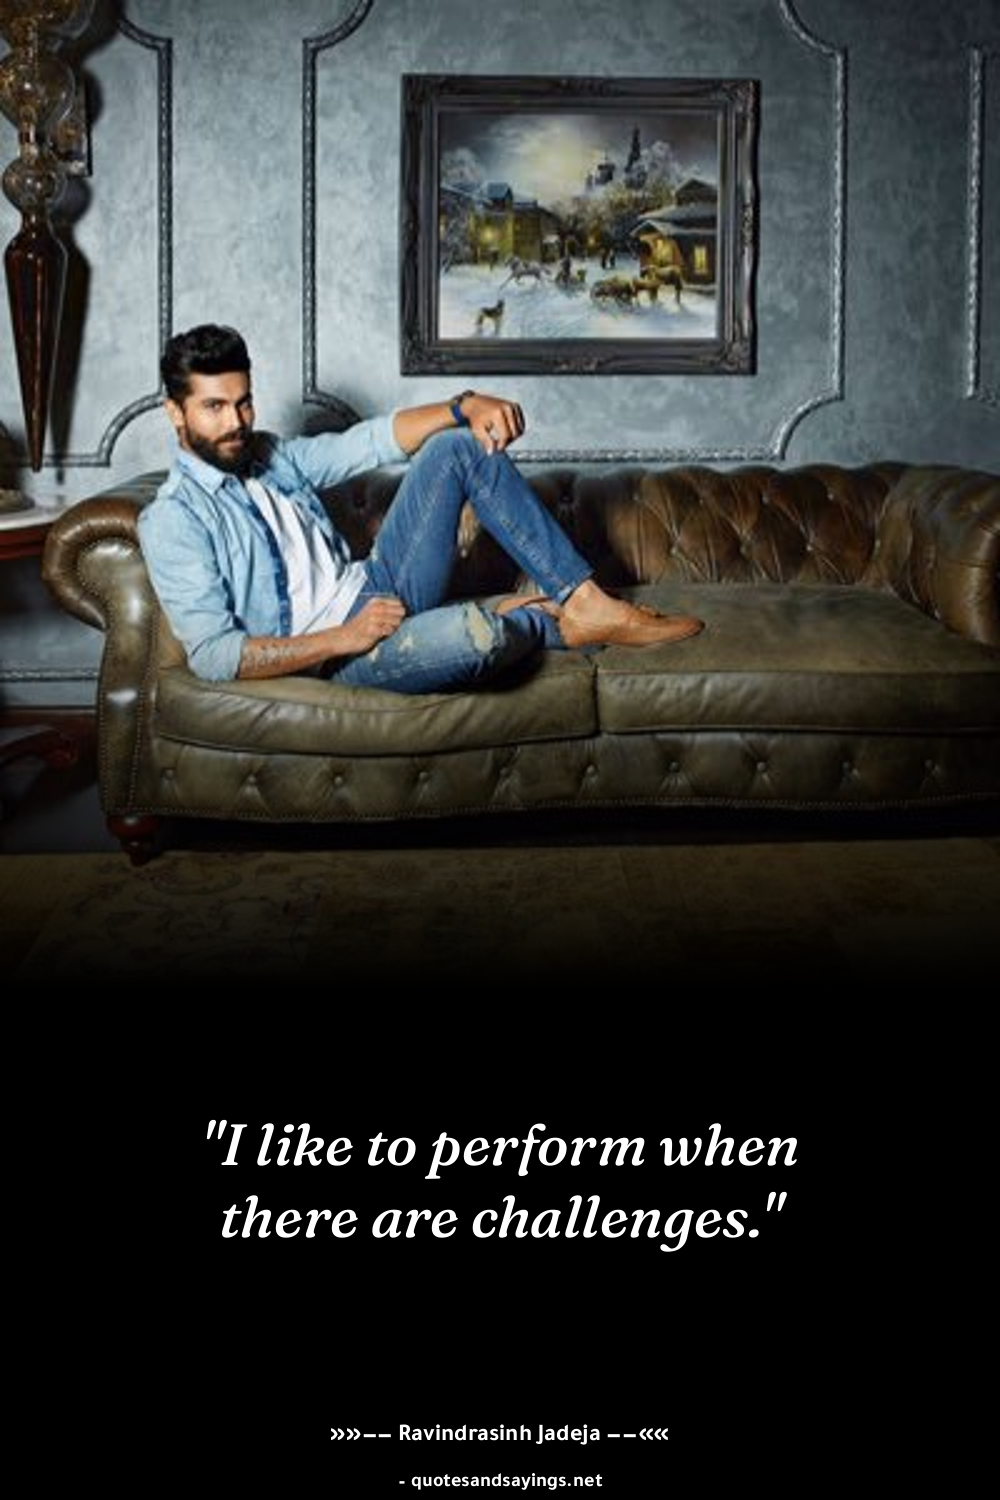 "I like to perform when
there are challenges."
»»–– Ravindrasinh Jadeja ––««
- quotesandsayings.net